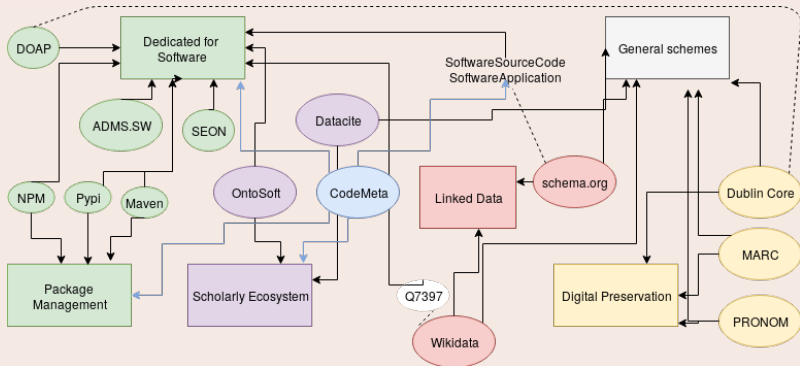 DOAP
Dedicated for
Software
SoftwareSourceCode
SoftwareApplication
General schemes
ADMS.SW
SEON
Datacite
NPM
Pypi
Maven
OntoSoft
CodeMeta
Linked Data
schema.org
Dublin Core
MARC
Package
Management
Scholarly Ecosystem
Q7397
Digital Preservation
PRONOM
Wikidata